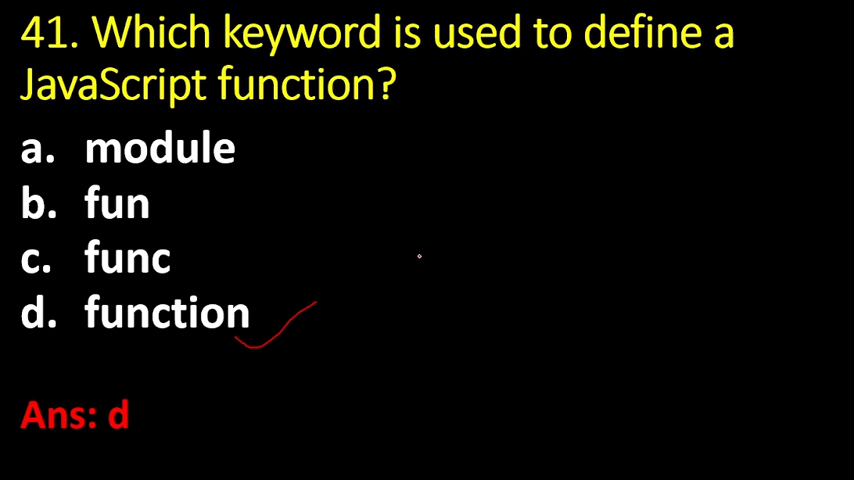 41. Which keyword is used to define a
JavaScript function?
a. module
b. fun
c. func
d. function
Ans: d